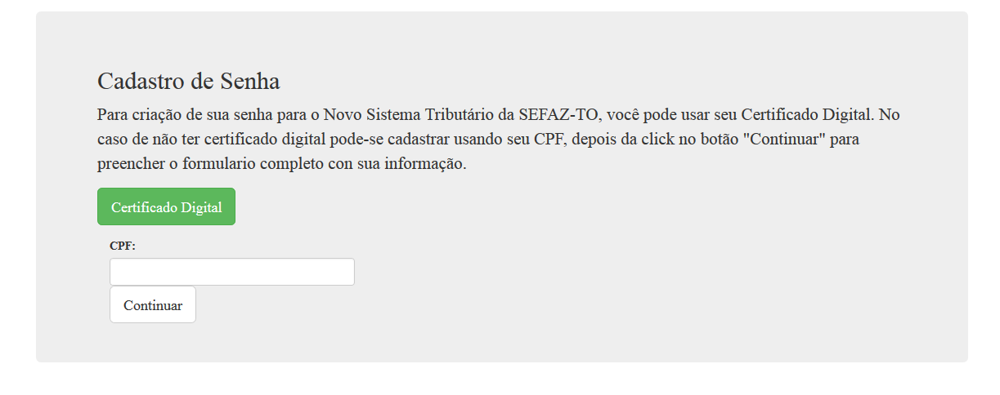 Cadastro de Senha
Para criação de sua senha para o Novo Sistema Tributário da SEFAZ-TO, você pode usar seu Certificado Digital. No
caso de não ter certificado digital pode-se cadastrar usando seu CPF, depois da click no botão "Continuar" para
preencher o formulario completo con sua informação.
Certificado Digital
CPF:
Continuar